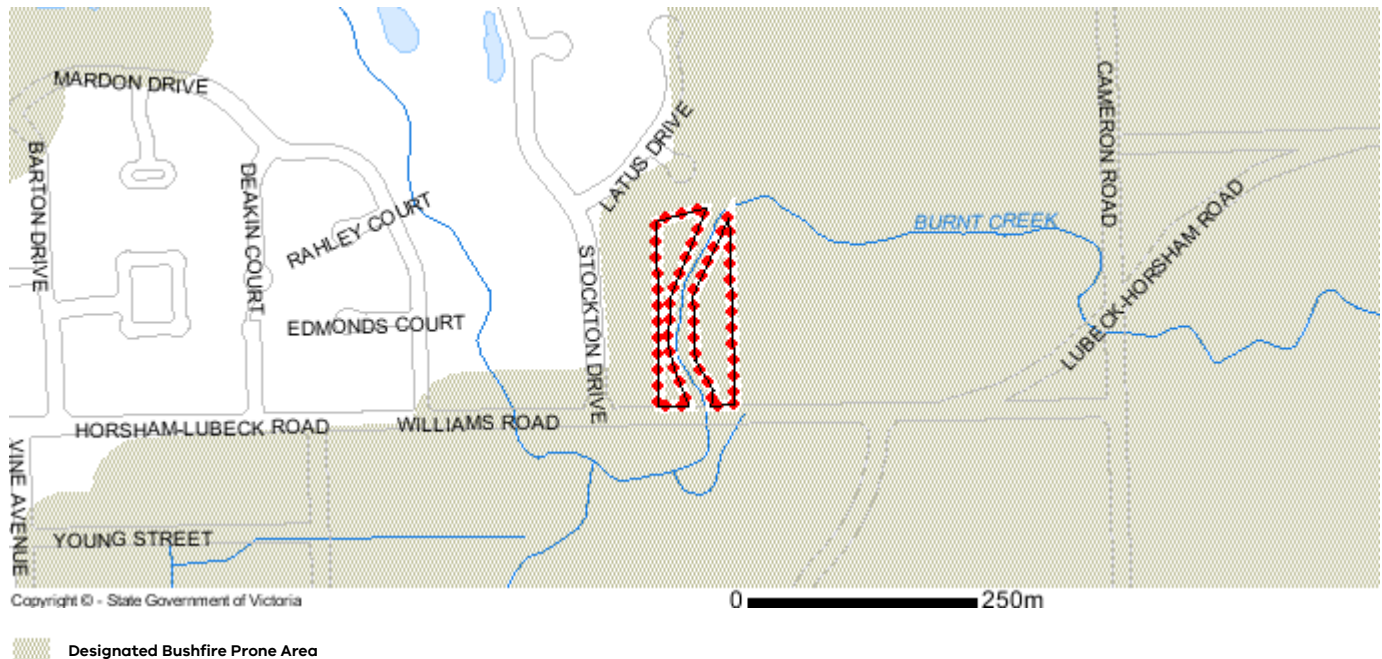 MARDON DRIVE
BARTON DRIVE
DEAKIN COURT
RAHLEY COURT
EDMONDS COURT
LATUS DRIVE
STOCKTON DRIVE
CAMERON ROAD
BURNT CREEK
LUBECK-HORSHAM ROAD
HORSHAM-LUBECK ROAD
WILLIAMS ROAD
VINE AVENUE
YOUNG STREET
Copyright © - State Government of Victoria
0 250m
Designated Bushfire Prone Area